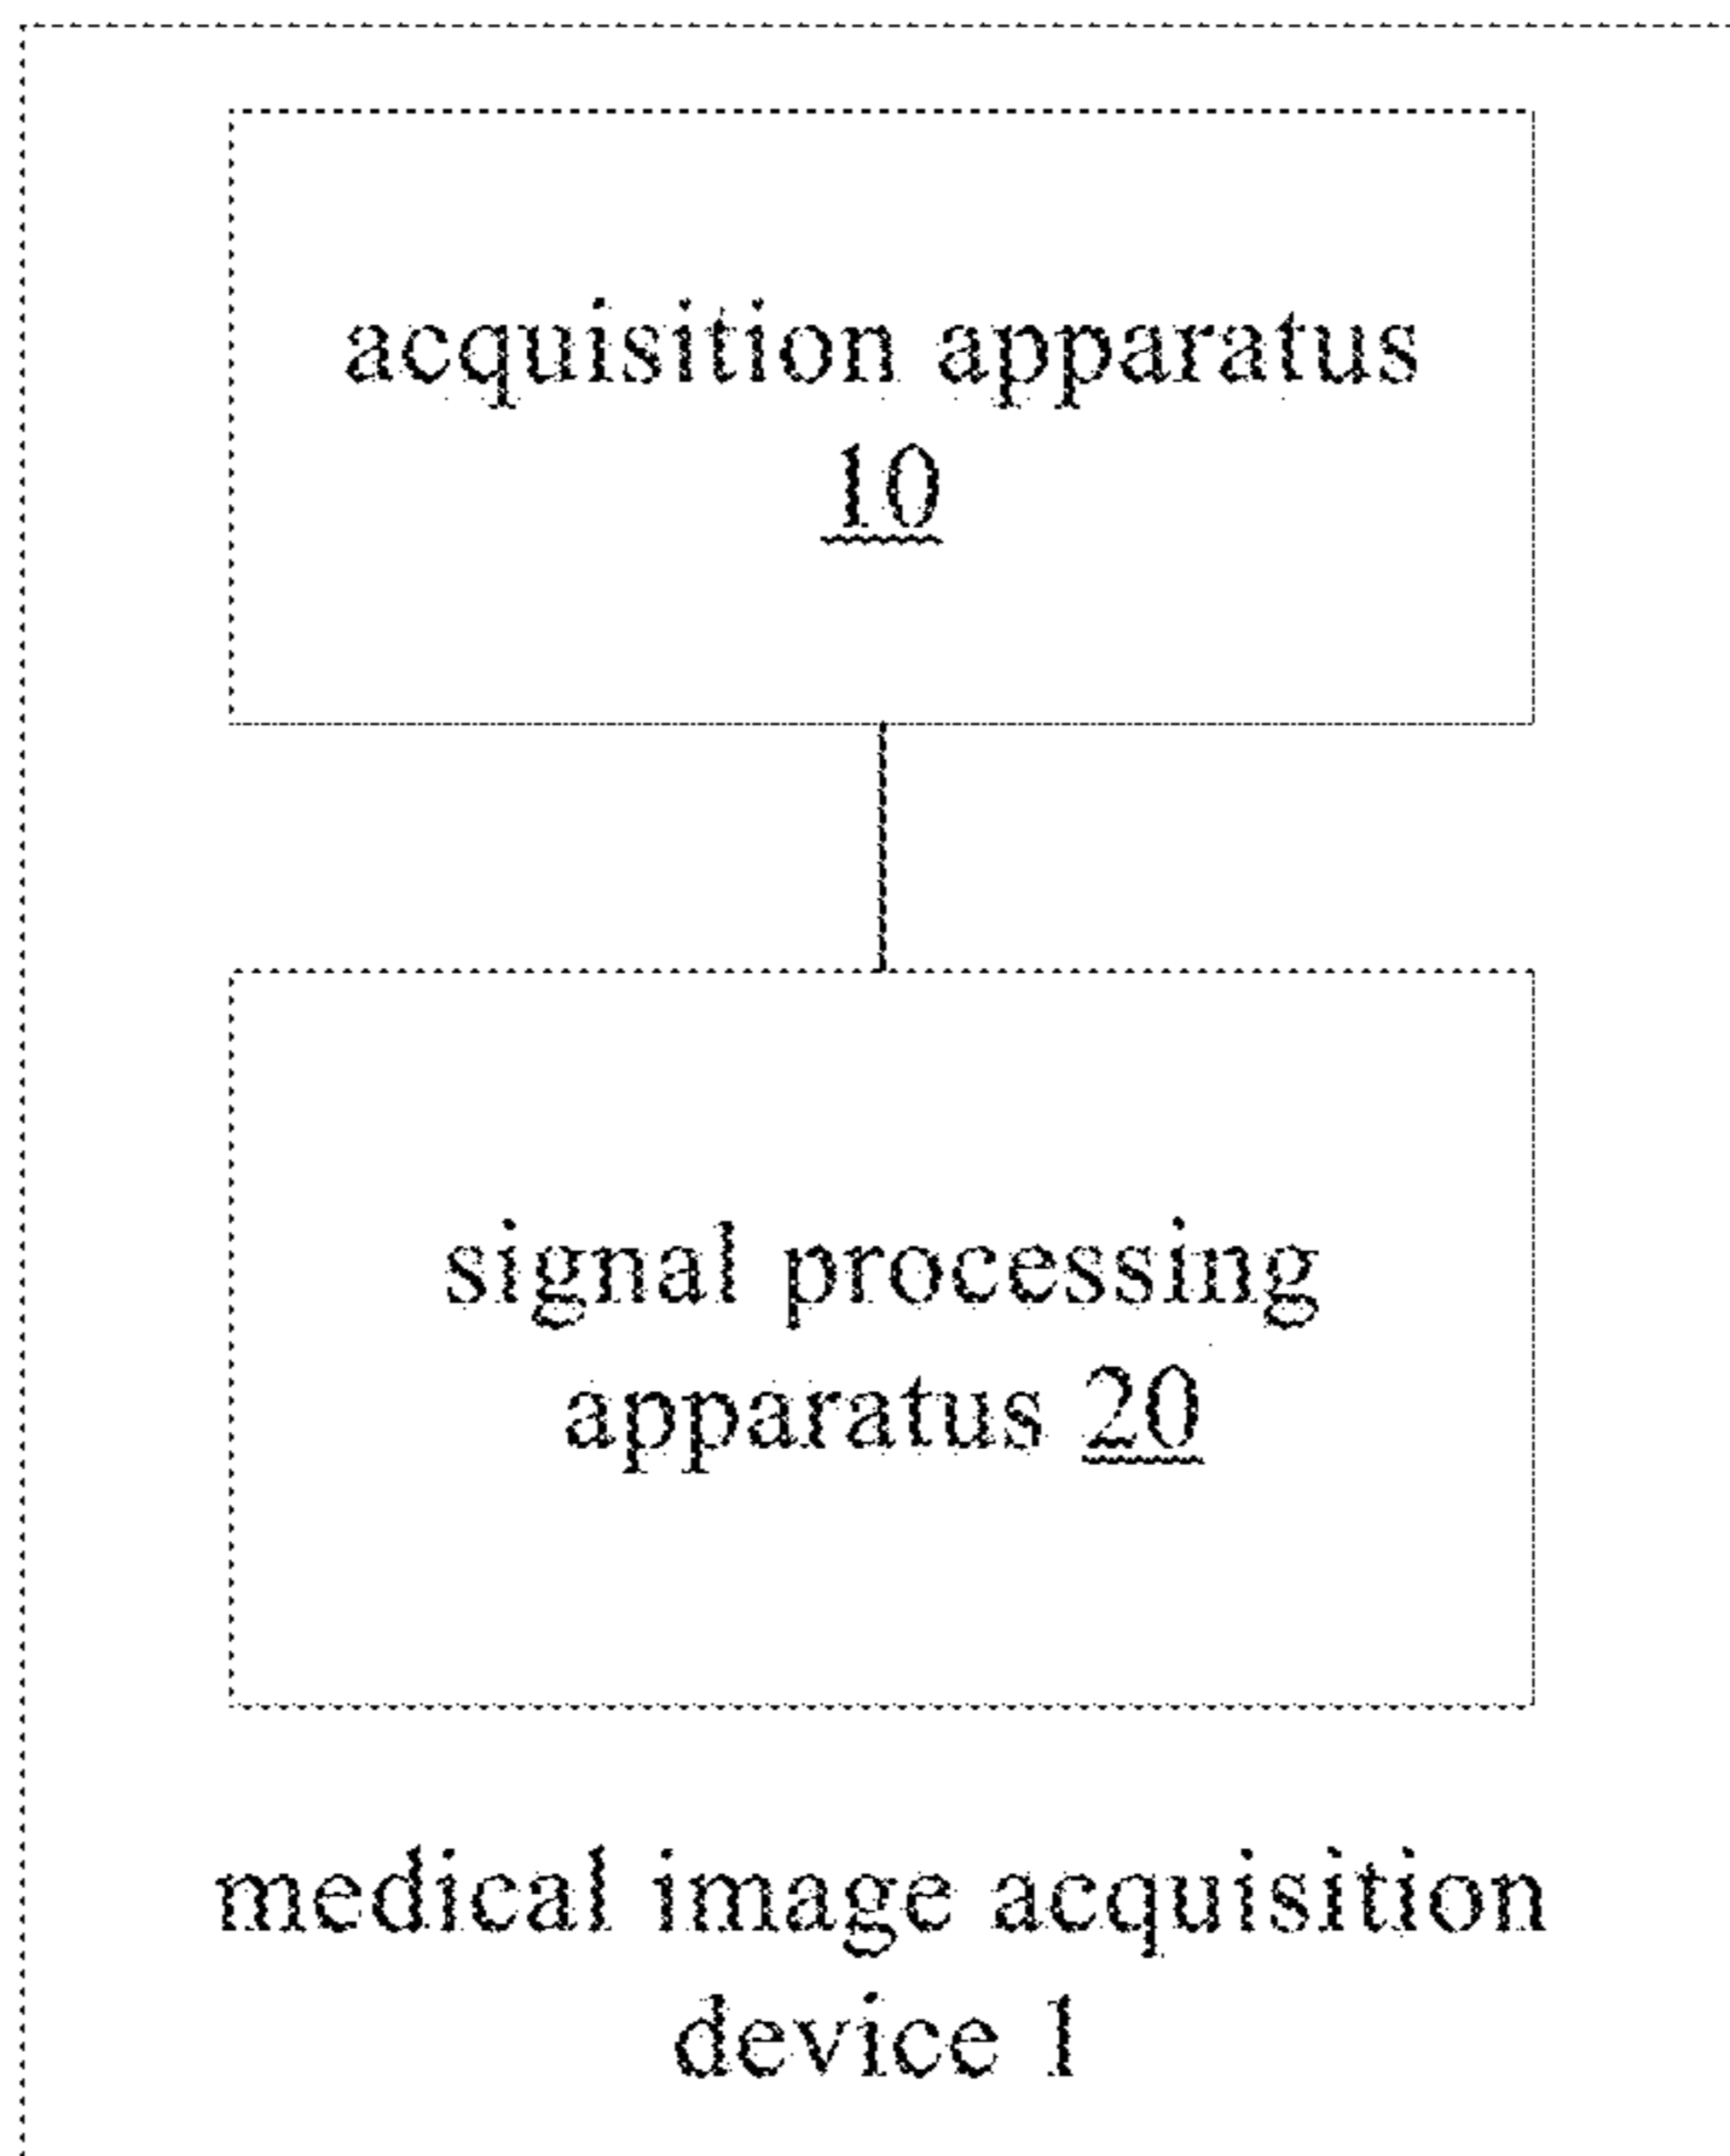 acquisition apparatus
10
signal processing
apparatus 20
medical image acquisition
device 1